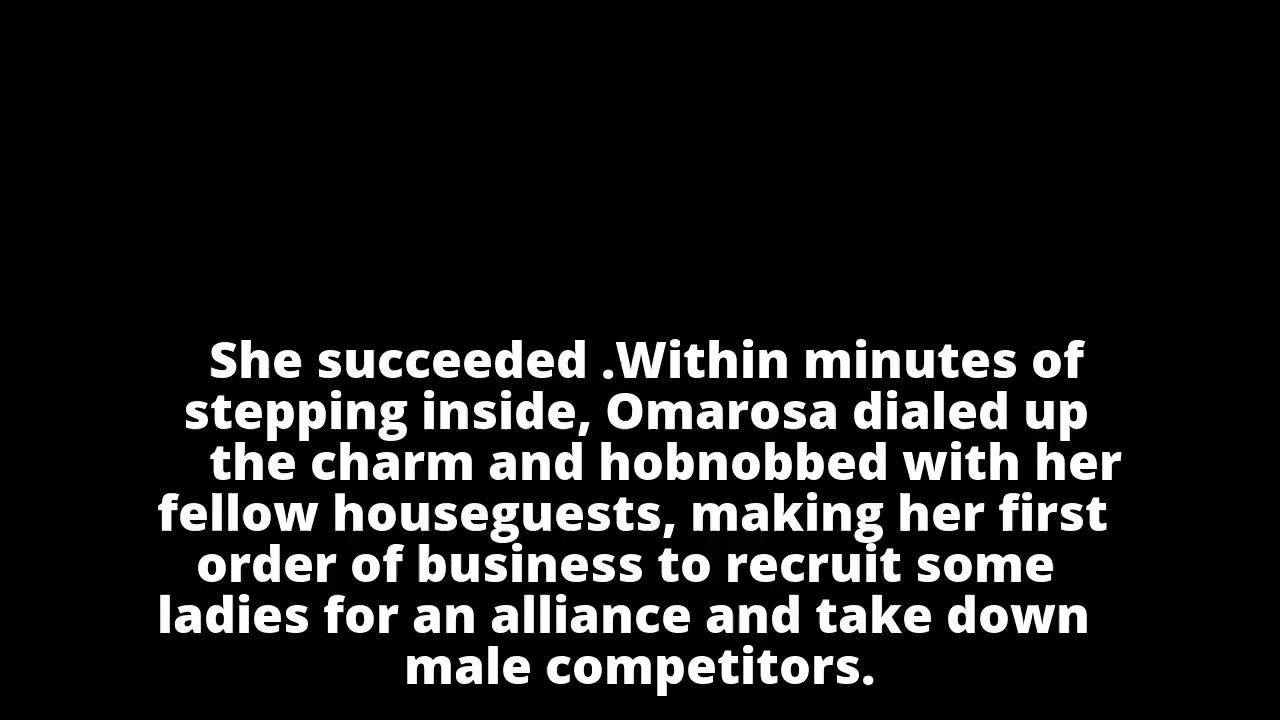 She succeeded .Within minutes of
stepping inside, Omarosa dialed up
the charm and hobnobbed with her
fellow houseguests, making her first
order of business to recruit some
ladies for an alliance and take down
male competitors.